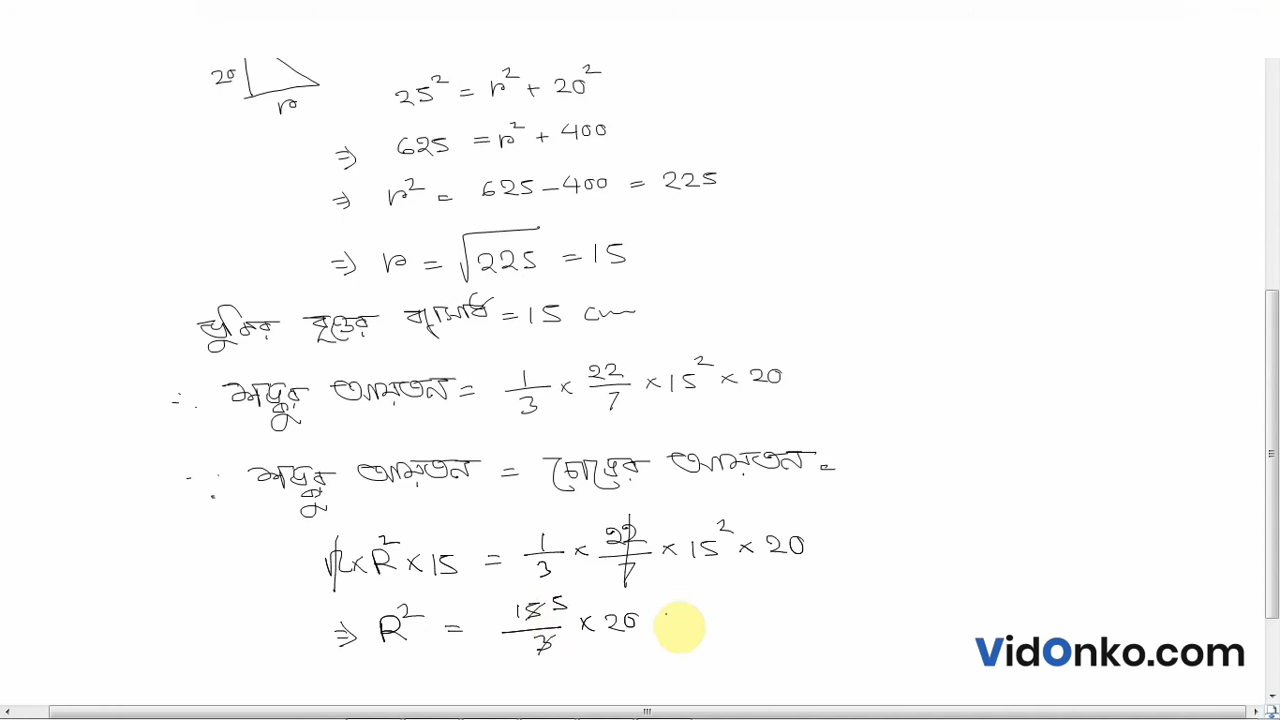 20
r
25² = r² + 20²
⇒ 625 = r² + 400
⇒ r² = 625 - 400 = 225
⇒ r = √225 = 15
ভূমির বৃত্তের ব্যাসার্ধ = 15 cm
∴ শঙ্কুর আয়তন = 1/3 × 22/7 × 15² × 20
∴ শঙ্কুর আয়তন = চোঙের আয়তন =
π × R² × 15 = 1/3 × 22/7 × 15² × 20
⇒ R² = 15 5/3 × 20
VidOnko.com